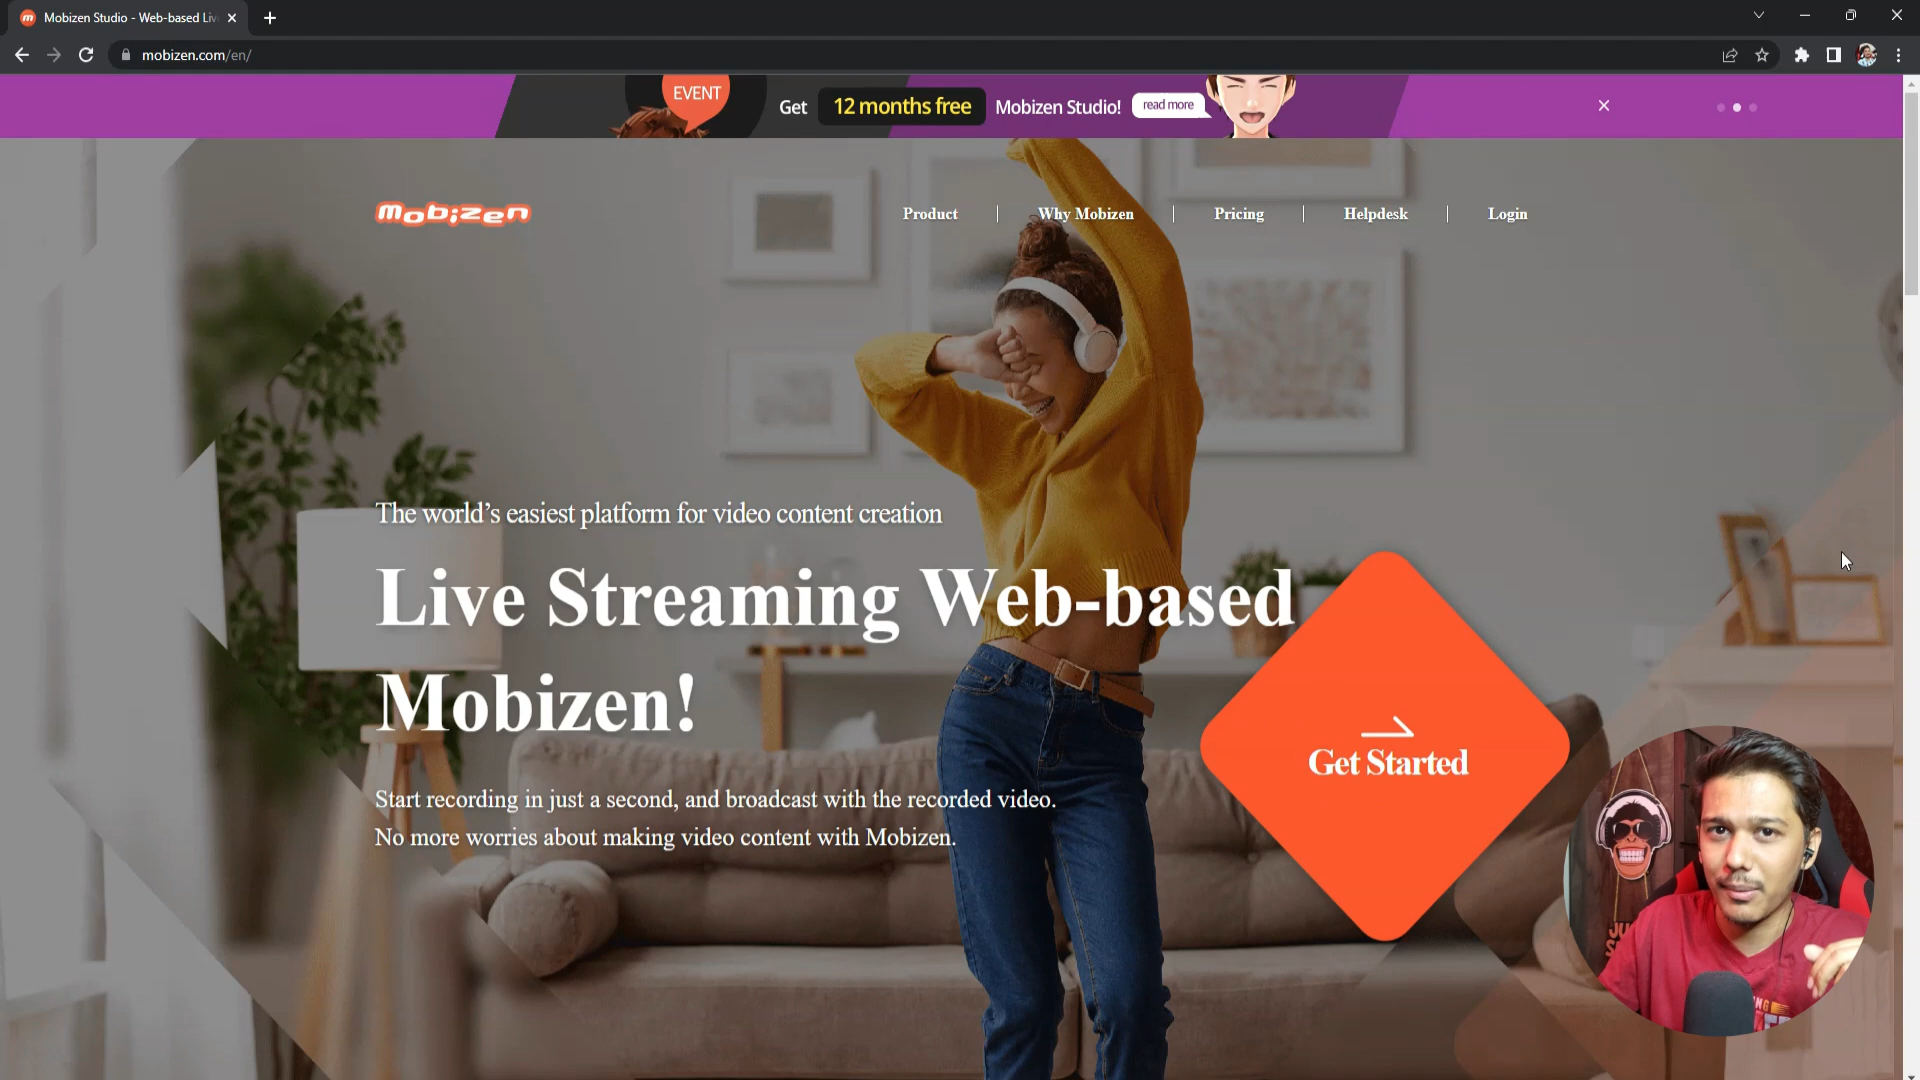 Mobizen Studio - Web-based Liv
mobizen.com/en/
EVENT
Get 12 months free Mobizen Studio! read more
mobizen
Product
Why Mobizen
Pricing
Helpdesk
Login
The world’s easiest platform for video content creation
Live Streaming Web-based
Mobizen!
Get Started
Start recording in just a second, and broadcast with the recorded video.
No more worries about making video content with Mobizen.